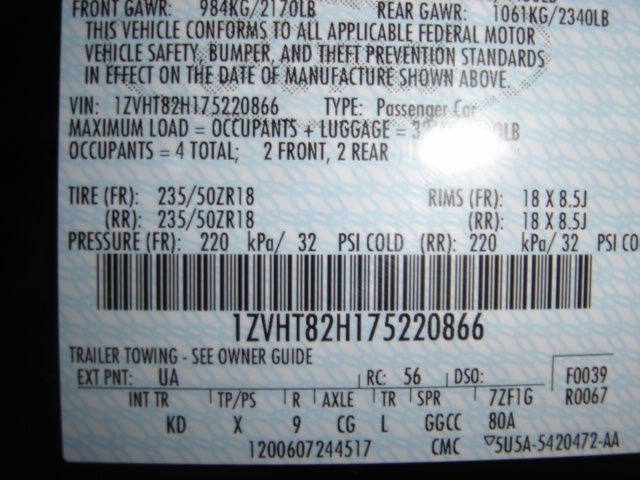 FRONT GAWR: 984KG/2170LB REAR GAWR: 1061KG/2340LB
THIS VEHICLE CONFORMS TO ALL APPLICABLE FEDERAL MOTOR
VEHICLE SAFETY, BUMPER, AND THEFT PREVENTION STANDARDS
IN EFFECT ON THE DATE OF MANUFACTURE SHOWN ABOVE.
VIN: 1ZVHT82H175220866 TYPE: Passenger Car
MAXIMUM LOAD = OCCUPANTS + LUGGAGE =
OCCUPANTS = 4 TOTAL; 2 FRONT, 2 REAR
TIRE (FR): 235/50ZR18 RIMS (FR): 18 X 8.5J
(RR): 235/50ZR18 (RR): 18 X 8.5J
PRESSURE (FR): 220 kPa/ 32 PSI COLD (RR): 220 kPa/ 32 PSI CO
1ZVHT82H175220866
TRAILER TOWING - SEE OWNER GUIDE
EXT PNT: UA RC: 56 DSO: F0039
INT TR TP/PS R AXLE TR SPR 7ZF1G R0067
KD X 9 CG L GGCC 80A
1200607244517 CMC ▽5U5A-5420472-AA